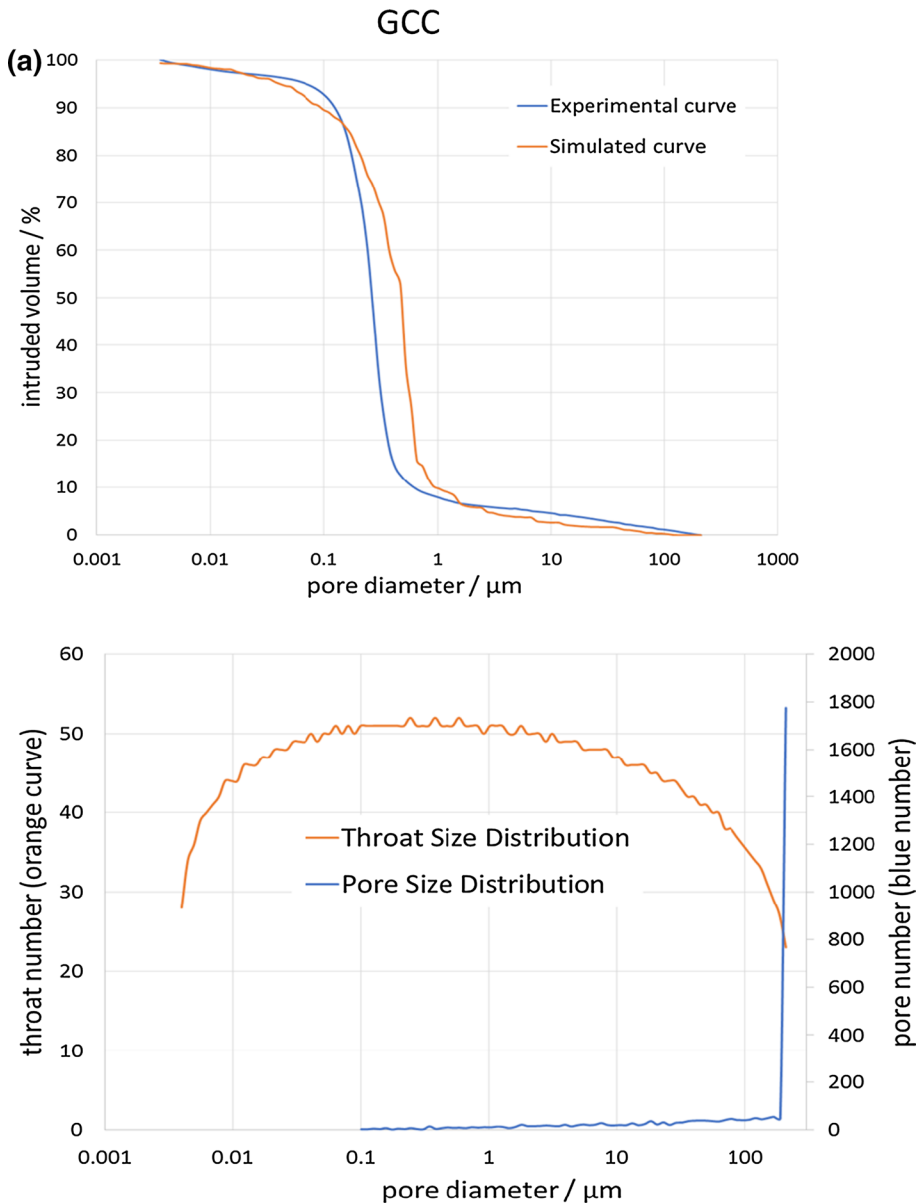 GCC
(a)
100
90
80
70
60
50
40
30
20
10
0
intruded volume / %
Experimental curve
Simulated curve
0.001 0.01 0.1 1 10 100 1000
pore diameter / μm
60
50
40
30
20
10
0
throat number (orange curve)
Throat Size Distribution
Pore Size Distribution
2000
1800
1600
1400
1200
1000
800
600
400
200
0
pore number (blue number)
0.001 0.01 0.1 1 10 100
pore diameter / μm